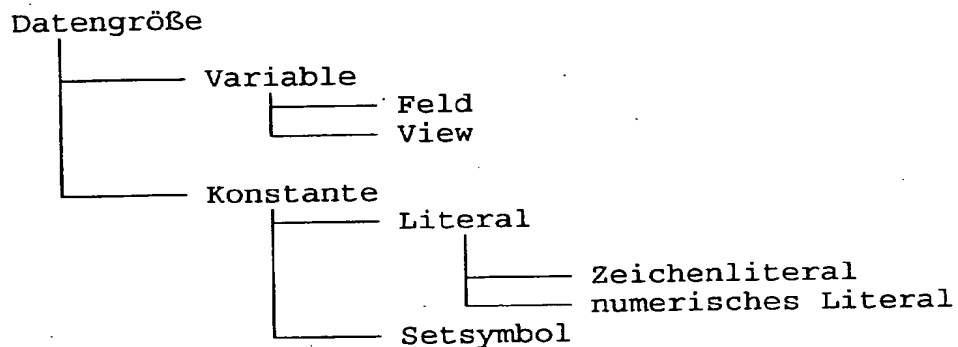 Datengröße
Variable
Feld
View
Konstante
Literal
Zeichenliteral
numerisches Literal
Setsymbol